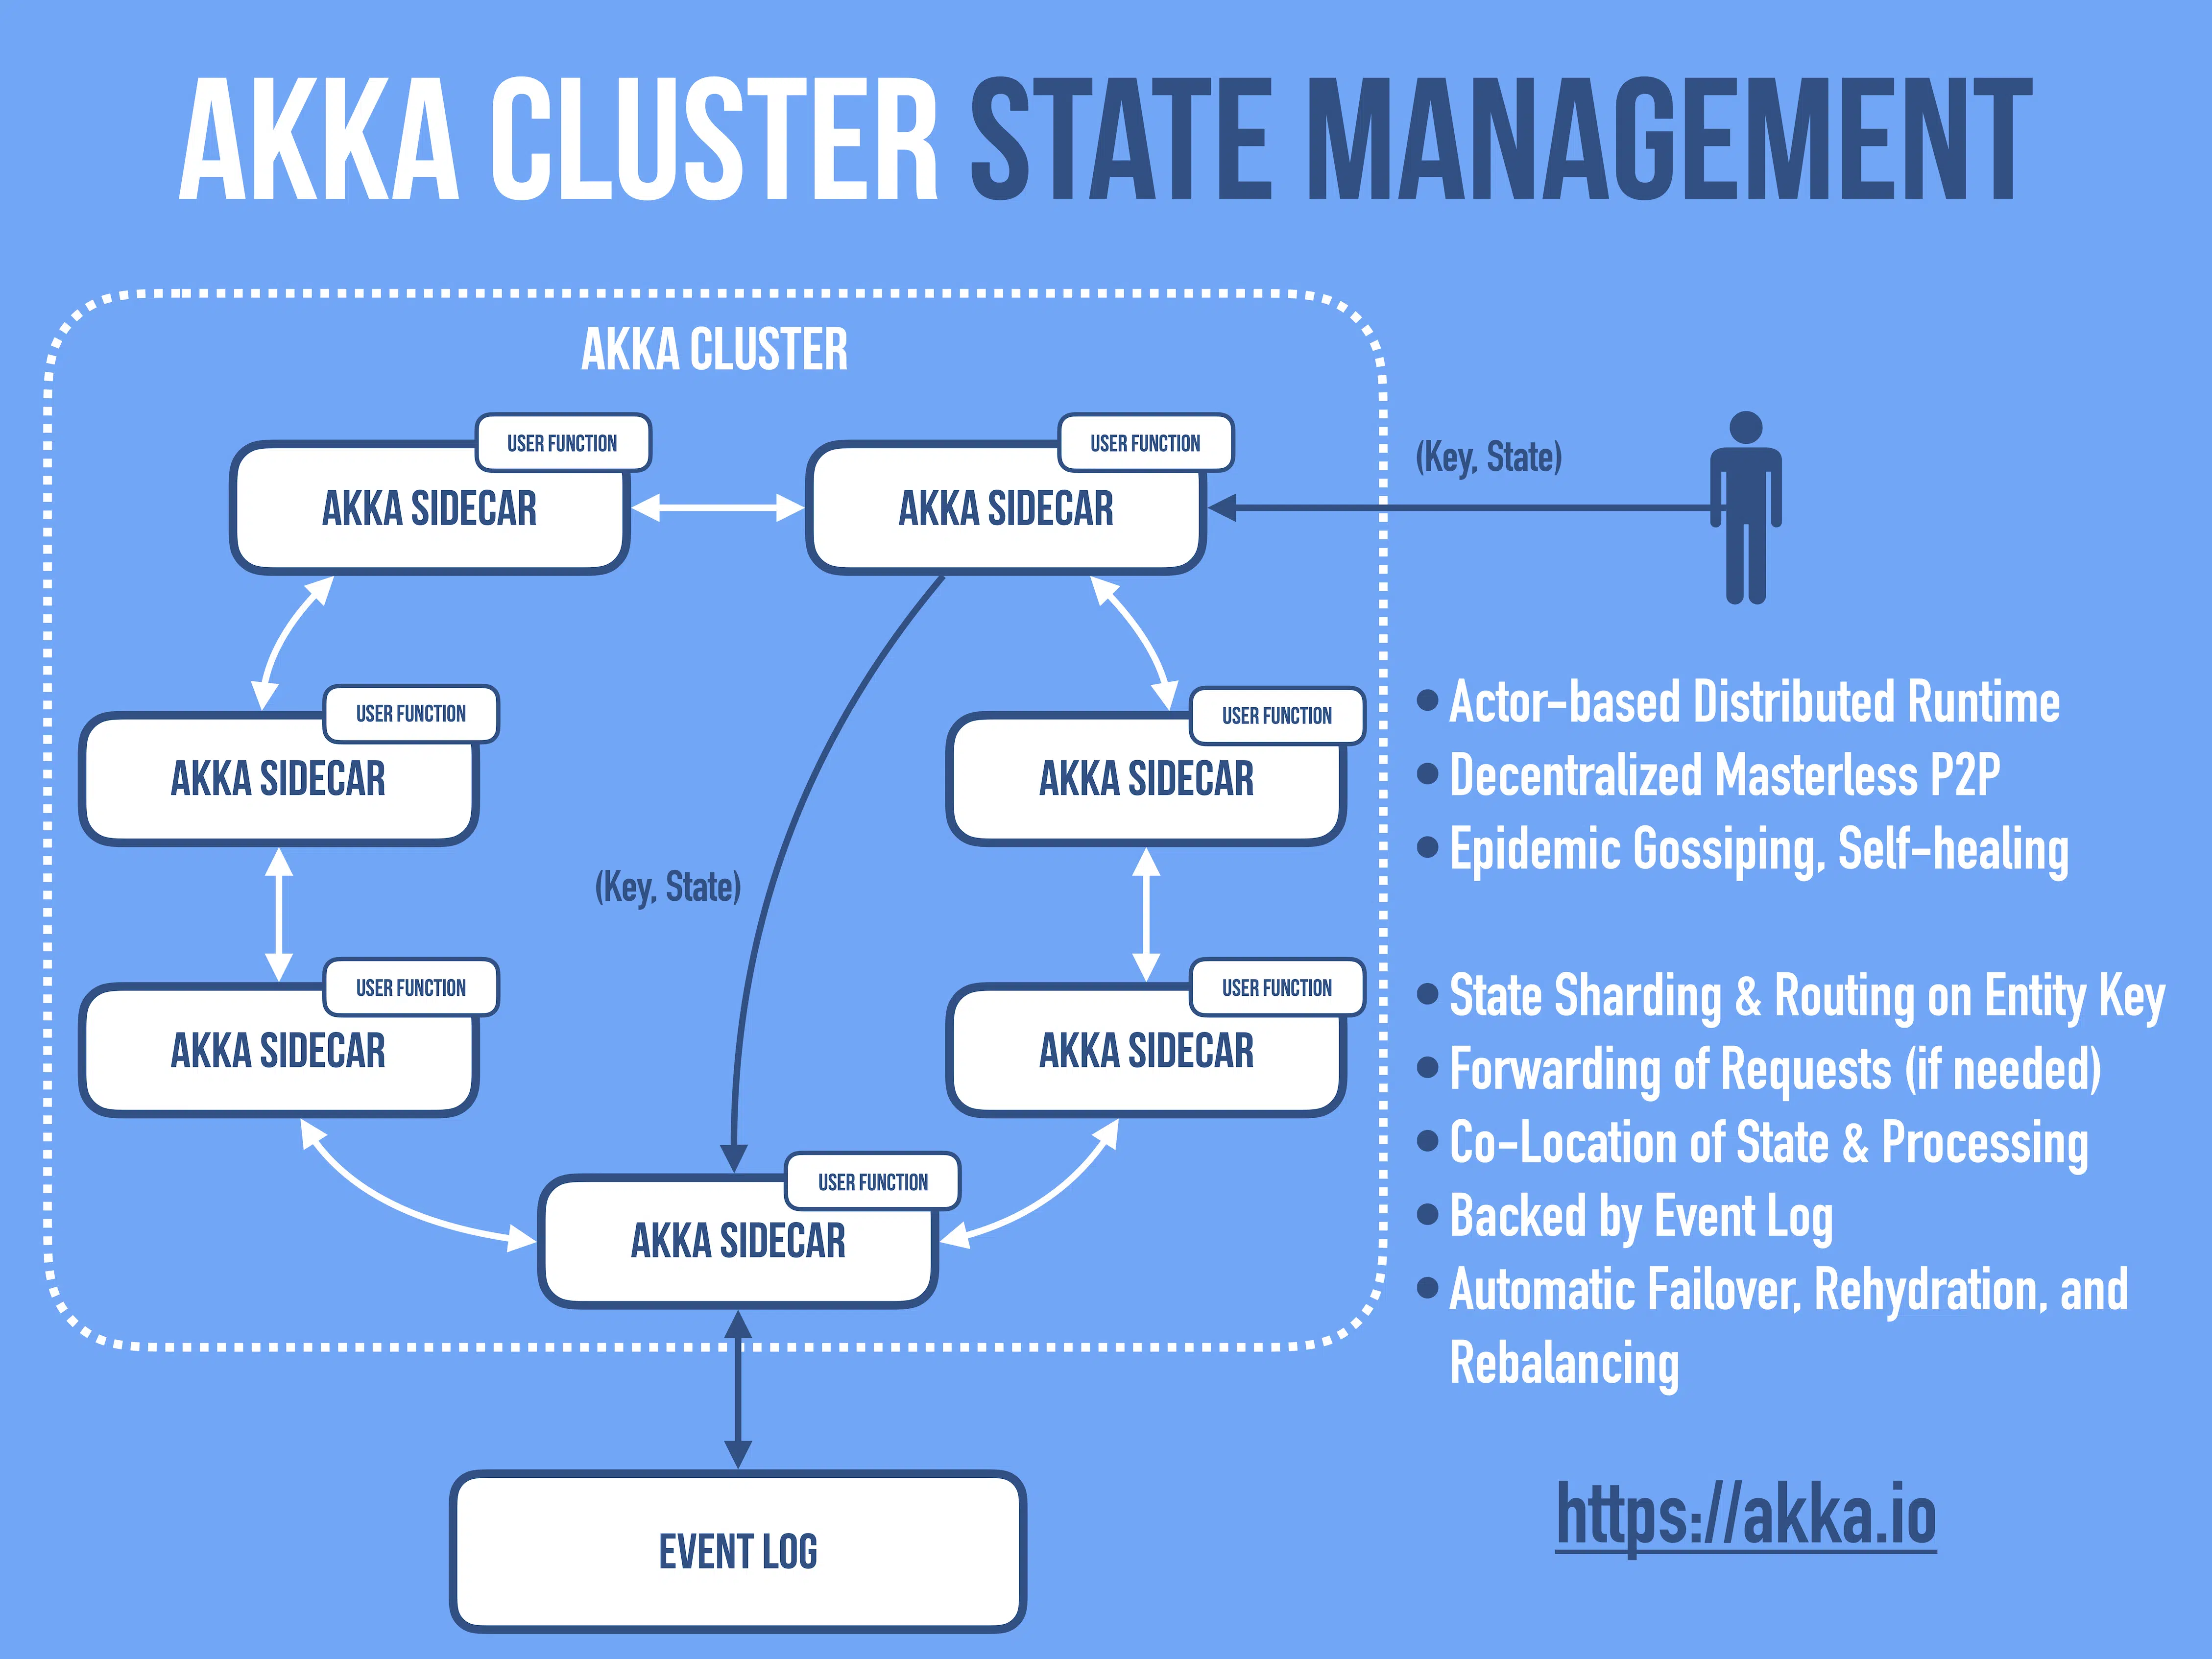 AKKA CLUSTER STATE MANAGEMENT
AKKA CLUSTER
USER FUNCTION
AKKA SIDECAR
USER FUNCTION
AKKA SIDECAR
(Key, State)
USER FUNCTION
AKKA SIDECAR
USER FUNCTION
AKKA SIDECAR
(Key, State)
USER FUNCTION
AKKA SIDECAR
USER FUNCTION
AKKA SIDECAR
USER FUNCTION
AKKA SIDECAR
EVENT LOG
• Actor-based Distributed Runtime
• Decentralized Masterless P2P
• Epidemic Gossiping, Self-healing
• State Sharding & Routing on Entity Key
• Forwarding of Requests (if needed)
• Co-Location of State & Processing
• Backed by Event Log
• Automatic Failover, Rehydration, and
Rebalancing
https://akka.io